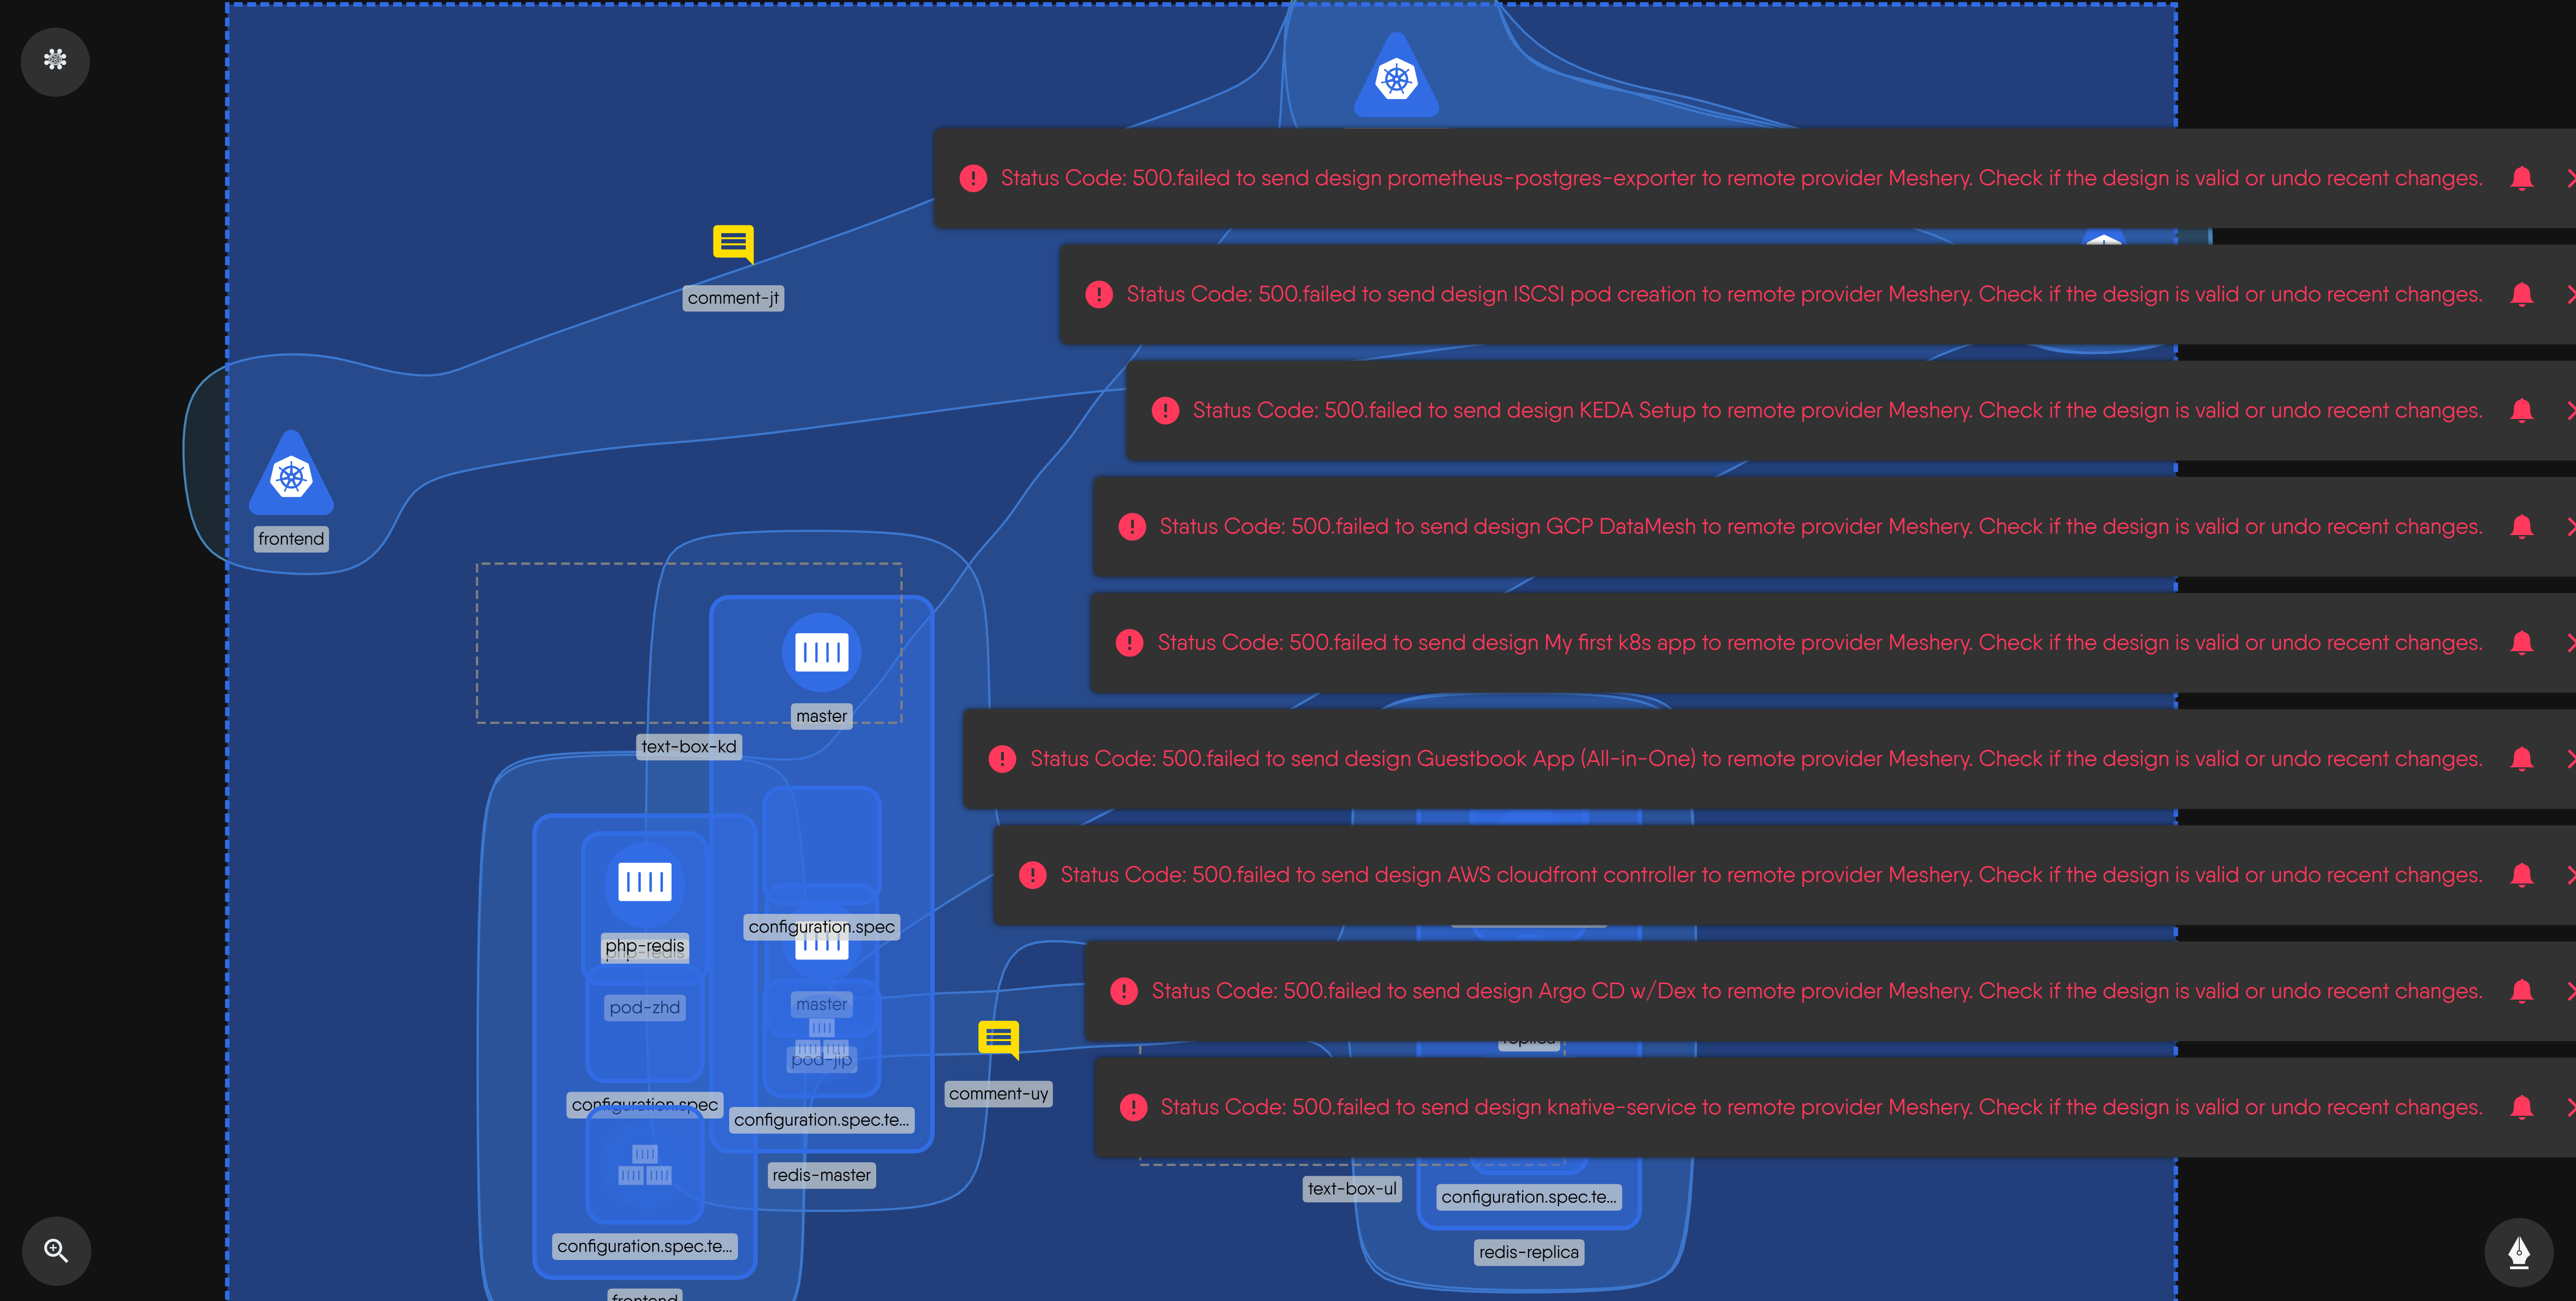 Status Code: 500.failed to send design prometheus-postgres-exporter to remote provider Meshery. Check if the design is valid or undo recent changes.
comment-jt
Status Code: 500.failed to send design ISCSI pod creation to remote provider Meshery. Check if the design is valid or undo recent changes.
Status Code: 500.failed to send design KEDA Setup to remote provider Meshery. Check if the design is valid or undo recent changes.
frontend
Status Code: 500.failed to send design GCP DataMesh to remote provider Meshery. Check if the design is valid or undo recent changes.
Status Code: 500.failed to send design My first k8s app to remote provider Meshery. Check if the design is valid or undo recent changes.
master
text-box-kd
Status Code: 500.failed to send design Guestbook App (All-in-One) to remote provider Meshery. Check if the design is valid or undo recent changes.
Status Code: 500.failed to send design AWS cloudfront controller to remote provider Meshery. Check if the design is valid or undo recent changes.
configuration.spec
php-redis
php-redis
Status Code: 500.failed to send design Argo CD w/Dex to remote provider Meshery. Check if the design is valid or undo recent changes.
pod-zhd
master
replica
pod-jip
comment-uy
configuration.spec
configuration.spec.te...
Status Code: 500.failed to send design knative-service to remote provider Meshery. Check if the design is valid or undo recent changes.
redis-master
text-box-ul
configuration.spec.te...
configuration.spec.te...
redis-replica
frontend